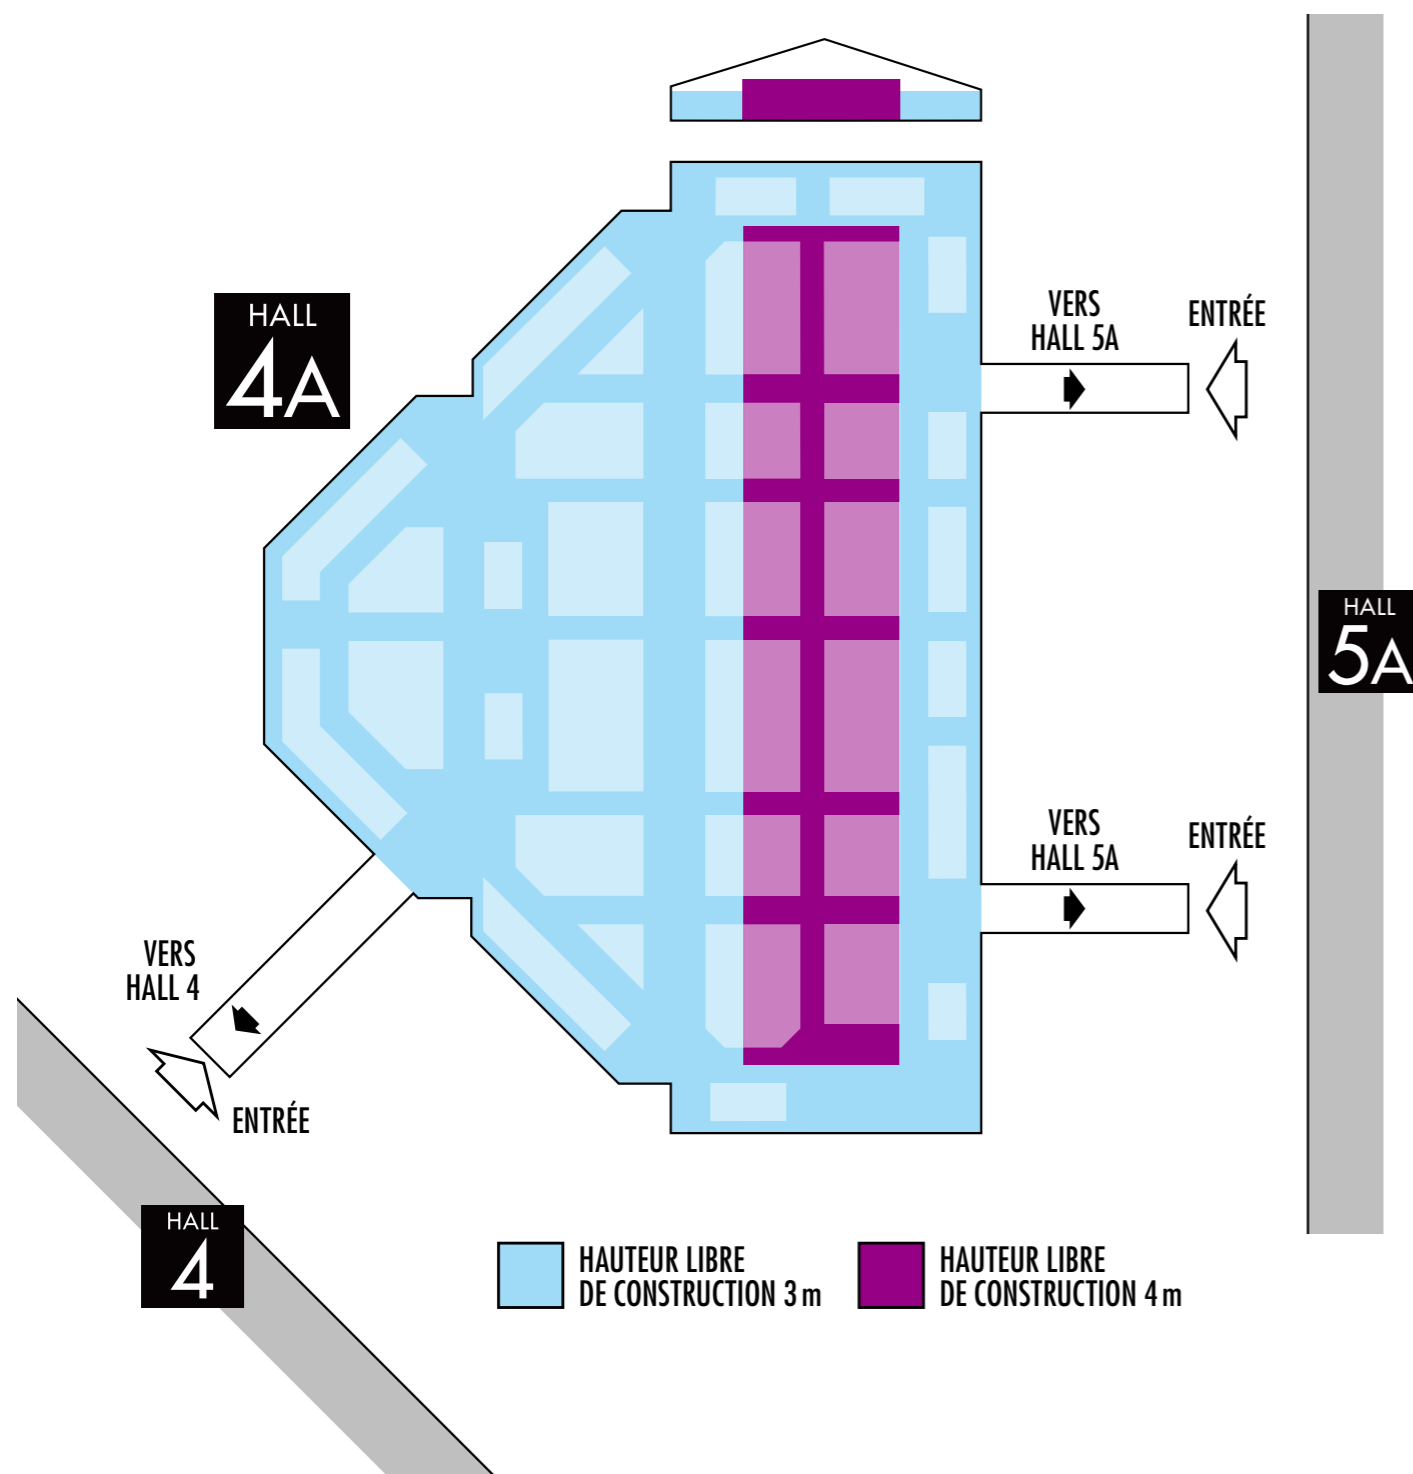 HALL
4A
VERS
HALL 5A
ENTRÉE
HALL
5A
VERS
HALL 5A
ENTRÉE
VERS
HALL 4
ENTRÉE
HALL
4
HAUTEUR LIBRE
DE CONSTRUCTION 3 m
HAUTEUR LIBRE
DE CONSTRUCTION 4 m